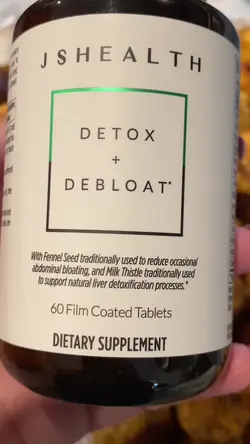 JSHEALTH
DETOX
+
DEBLOAT*
With Fennel Seed traditionally used to reduce occasional
abdominal bloating, and Milk Thistle traditionally used
to support natural liver detoxification processes.*
60 Film Coated Tablets
DIETARY SUPPLEMENT